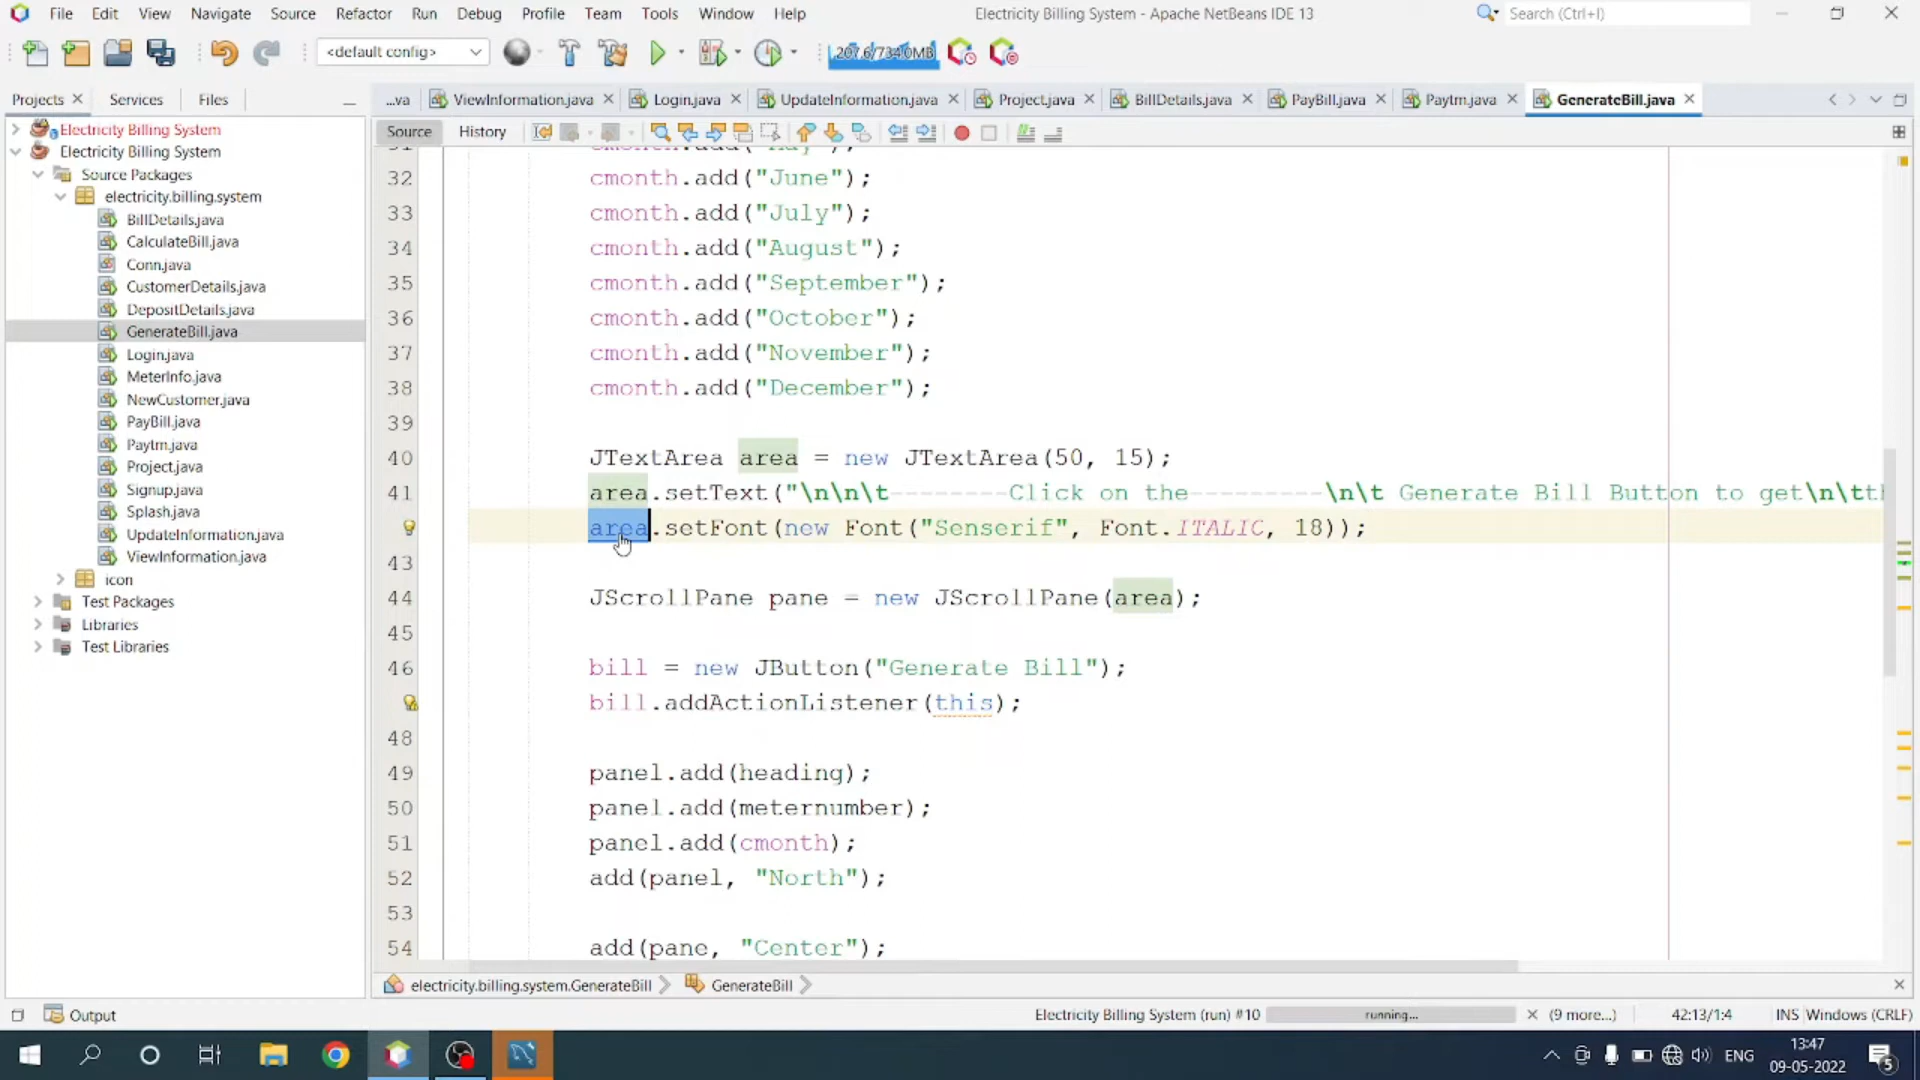 File Edit View Navigate Source Refactor Run Debug Profile Team Tools Window Help
Electricity Billing System - Apache NetBeans IDE 13
Search (Ctrl+I)
<default config>
207.6/734.0MB
Projects Services Files
...va ViewInformation.java Login.java UpdateInformation.java Project.java BillDetails.java PayBill.java Paytm.java GenerateBill.java
Source History
Electricity Billing System
Electricity Billing System
Source Packages
electricity.billing.system
BillDetails.java
CalculateBill.java
Conn.java
CustomerDetails.java
DepositDetails.java
GenerateBill.java
Login.java
MeterInfo.java
NewCustomer.java
PayBill.java
Paytm.java
Project.java
Signup.java
Splash.java
UpdateInformation.java
ViewInformation.java
icon
Test Packages
Libraries
Test Libraries
32 cmonth.add("June");
33 cmonth.add("July");
34 cmonth.add("August");
35 cmonth.add("September");
36 cmonth.add("October");
37 cmonth.add("November");
38 cmonth.add("December");
39
40 JTextArea area = new JTextArea(50, 15);
41 area.setText("\n\n\t--------Click on the---------\n\t Generate Bill Button to get\n\tth
area.setFont(new Font("Senserif", Font.ITALIC, 18));
43
44 JScrollPane pane = new JScrollPane(area);
45
46 bill = new JButton("Generate Bill");
bill.addActionListener(this);
48
49 panel.add(heading);
50 panel.add(meternumber);
51 panel.add(cmonth);
52 add(panel, "North");
53
54 add(pane, "Center");
electricity.billing.system.GenerateBill GenerateBill
Output
Electricity Billing System (run) #10 running... (9 more...) 42:13/1:4 INS Windows (CRLF)
ENG
13:47
09-05-2022
5